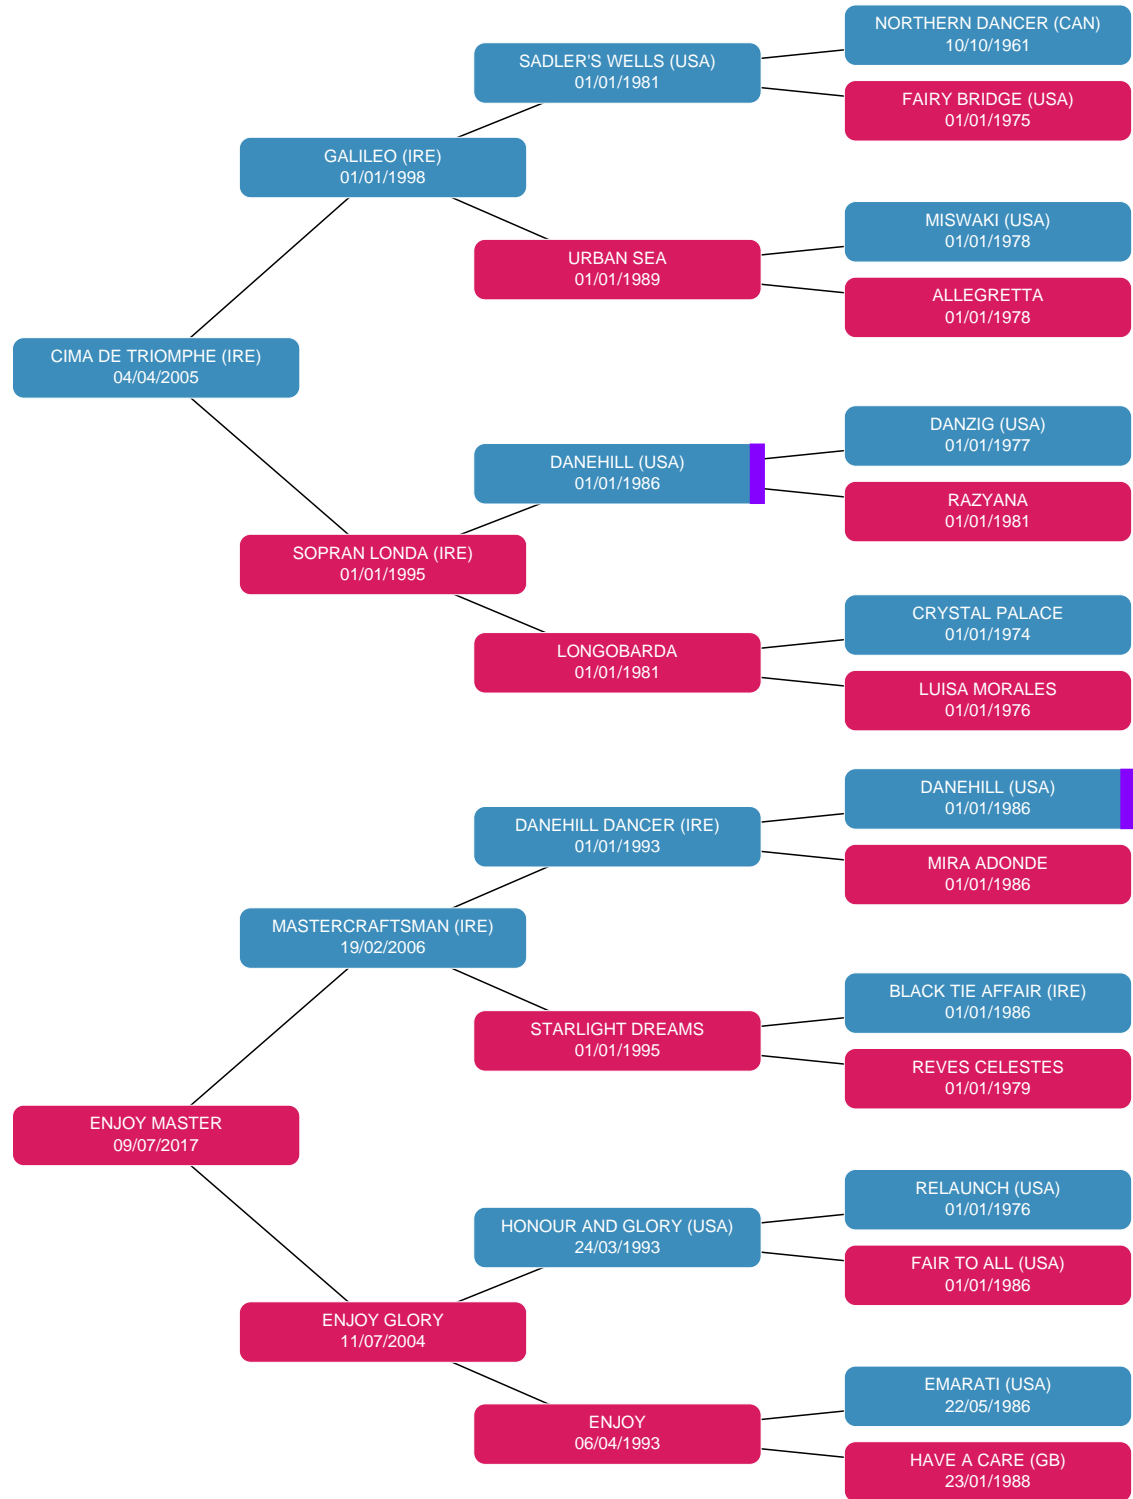 NORTHERN DANCER (CAN)
10/10/1961
SADLER'S WELLS (USA)
01/01/1981
FAIRY BRIDGE (USA)
01/01/1975
GALILEO (IRE)
01/01/1998
MISWAKI (USA)
01/01/1978
URBAN SEA
01/01/1989
ALLEGRETTA
01/01/1978
CIMA DE TRIOMPHE (IRE)
04/04/2005
DANZIG (USA)
01/01/1977
DANEHILL (USA)
01/01/1986
RAZYANA
01/01/1981
SOPRAN LONDA (IRE)
01/01/1995
CRYSTAL PALACE
01/01/1974
LONGOBARDA
01/01/1981
LUISA MORALES
01/01/1976
DANEHILL (USA)
01/01/1986
DANEHILL DANCER (IRE)
01/01/1993
MIRA ADONDE
01/01/1986
MASTERCRAFTSMAN (IRE)
19/02/2006
BLACK TIE AFFAIR (IRE)
01/01/1986
STARLIGHT DREAMS
01/01/1995
REVES CELESTES
01/01/1979
ENJOY MASTER
09/07/2017
RELAUNCH (USA)
01/01/1976
HONOUR AND GLORY (USA)
24/03/1993
FAIR TO ALL (USA)
01/01/1986
ENJOY GLORY
11/07/2004
EMARATI (USA)
22/05/1986
ENJOY
06/04/1993
HAVE A CARE (GB)
23/01/1988